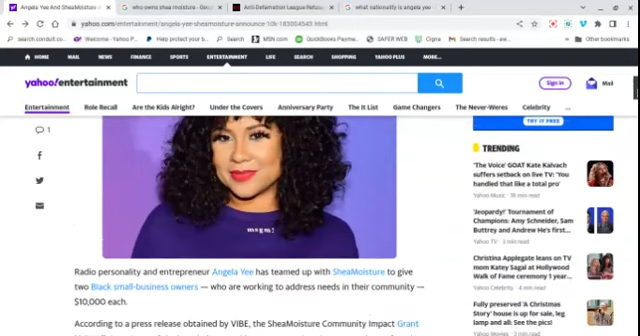 Angela Yee And SheaMoisture A
who owns shea moisture - Goo
Anti-Defamation League Retwe
what nationality is angela yee
yahoo.com/entertainment/angela-yee-sheamoisture-announce-10k-183004543.html
search.conduit.co...
Welcome - Yahoo P...
Help protect your b...
Search
MSN.com
QuickBooks Payme...
SAFER WEB
Cigna
Search results - ew...
Other bookmarks
HOME
MAIL
NEWS
FINANCE
SPORTS
ENTERTAINMENT
LIFE
SEARCH
SHOPPING
YAHOO PLUS
MORE...
yahoo!entertainment
Sign in
Mail
Entertainment
Role Recall
Are the Kids Alright?
Under the Covers
Anniversary Party
The It List
Game Changers
The Never-Weres
Celebrity
...
1
TRY IT FREE
TRENDING
'The Voice' GOAT Kate Kalvach
suffers setback on live TV: 'You
handled that like a total pro'
Yahoo Music · 18 min read
'Jeopardy!' Tournament of
Champions: Amy Schneider, Sam
Buttrey and Andrew He's first...
Yahoo TV · 3 min read
Christina Applegate leans on TV
mom Katey Sagal at Hollywood
Walk of Fame ceremony 1 year...
Yahoo Celebrity · 4 min read
Fully preserved 'A Christmas
Story' house is up for sale, leg
lamp and all: See the pics!
Yahoo Entertainment · 2 min read
Radio personality and entrepreneur Angela Yee has teamed up with SheaMoisture to give
two Black small-business owners — who are working to address needs in their community —
$10,000 each.
According to a press release obtained by VIBE, the SheaMoisture Community Impact Grant